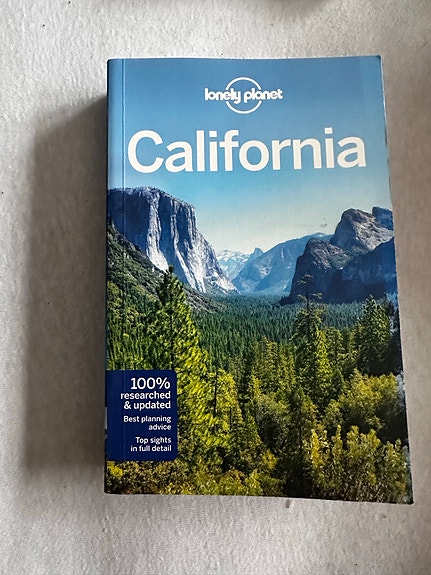 lonely planet
California
100%
researched
& updated
Best planning
advice
Top sights
in full detail